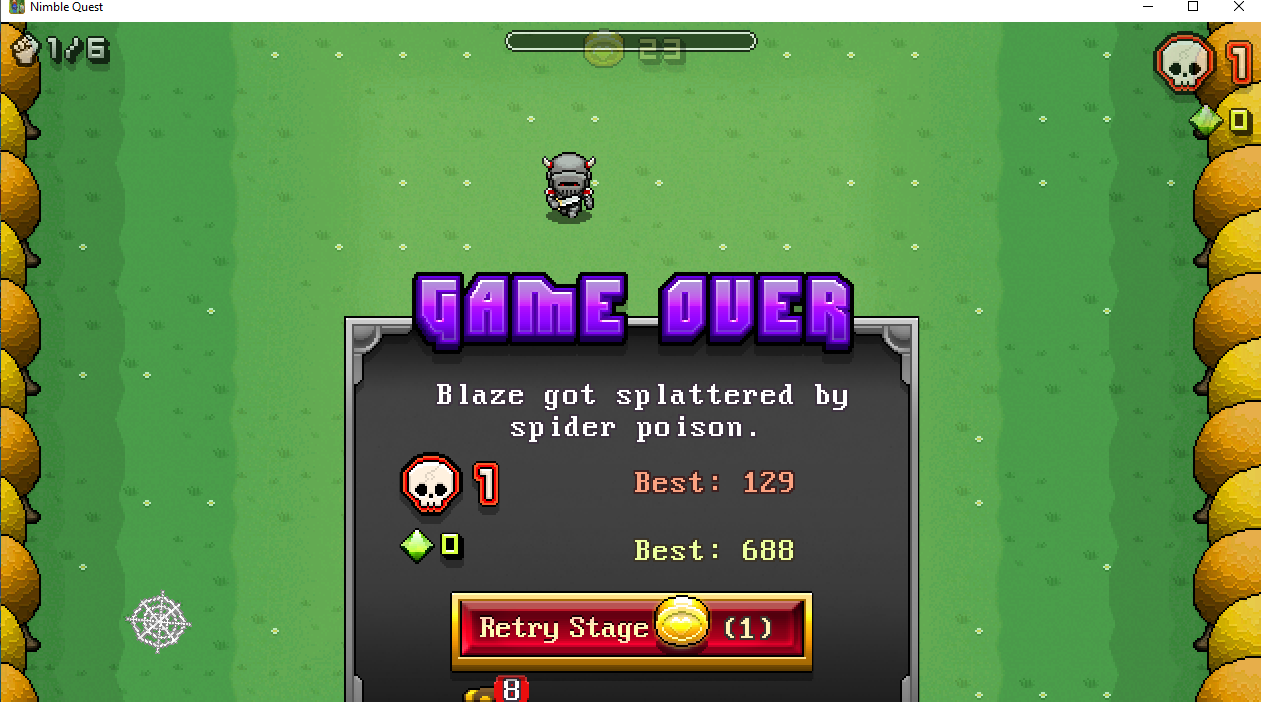 Nimble Quest
1/6
23
1
0
GAME OVER
Blaze got splattered by
spider poison.
1
Best: 129
0
Best: 688
Retry Stage (1)
8